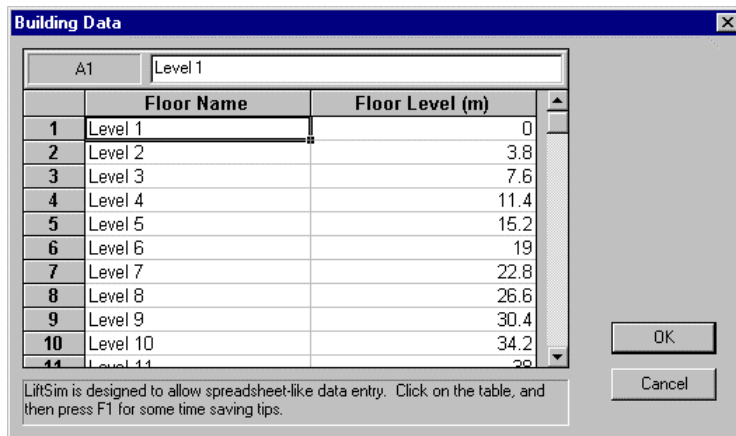 Building Data
A1 Level 1
Floor Name Floor Level (m)
1 Level 1 0
2 Level 2 3.8
3 Level 3 7.6
4 Level 4 11.4
5 Level 5 15.2
6 Level 6 19
7 Level 7 22.8
8 Level 8 26.6
9 Level 9 30.4
10 Level 10 34.2
11 Level 11 38
OK
Cancel
LiftSim is designed to allow spreadsheet-like data entry. Click on the table, and
then press F1 for some time saving tips.